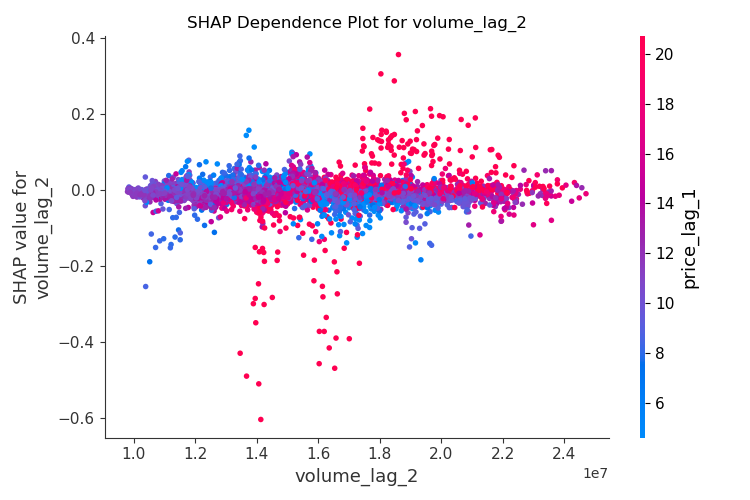 SHAP Dependence Plot for volume_lag_2
0.4
0.2
0.0
−0.2
−0.4
−0.6
SHAP value for
volume_lag_2
1.0 1.2 1.4 1.6 1.8 2.0 2.2 2.4
1e7
volume_lag_2
20
18
16
14
12
10
8
6
price_lag_1